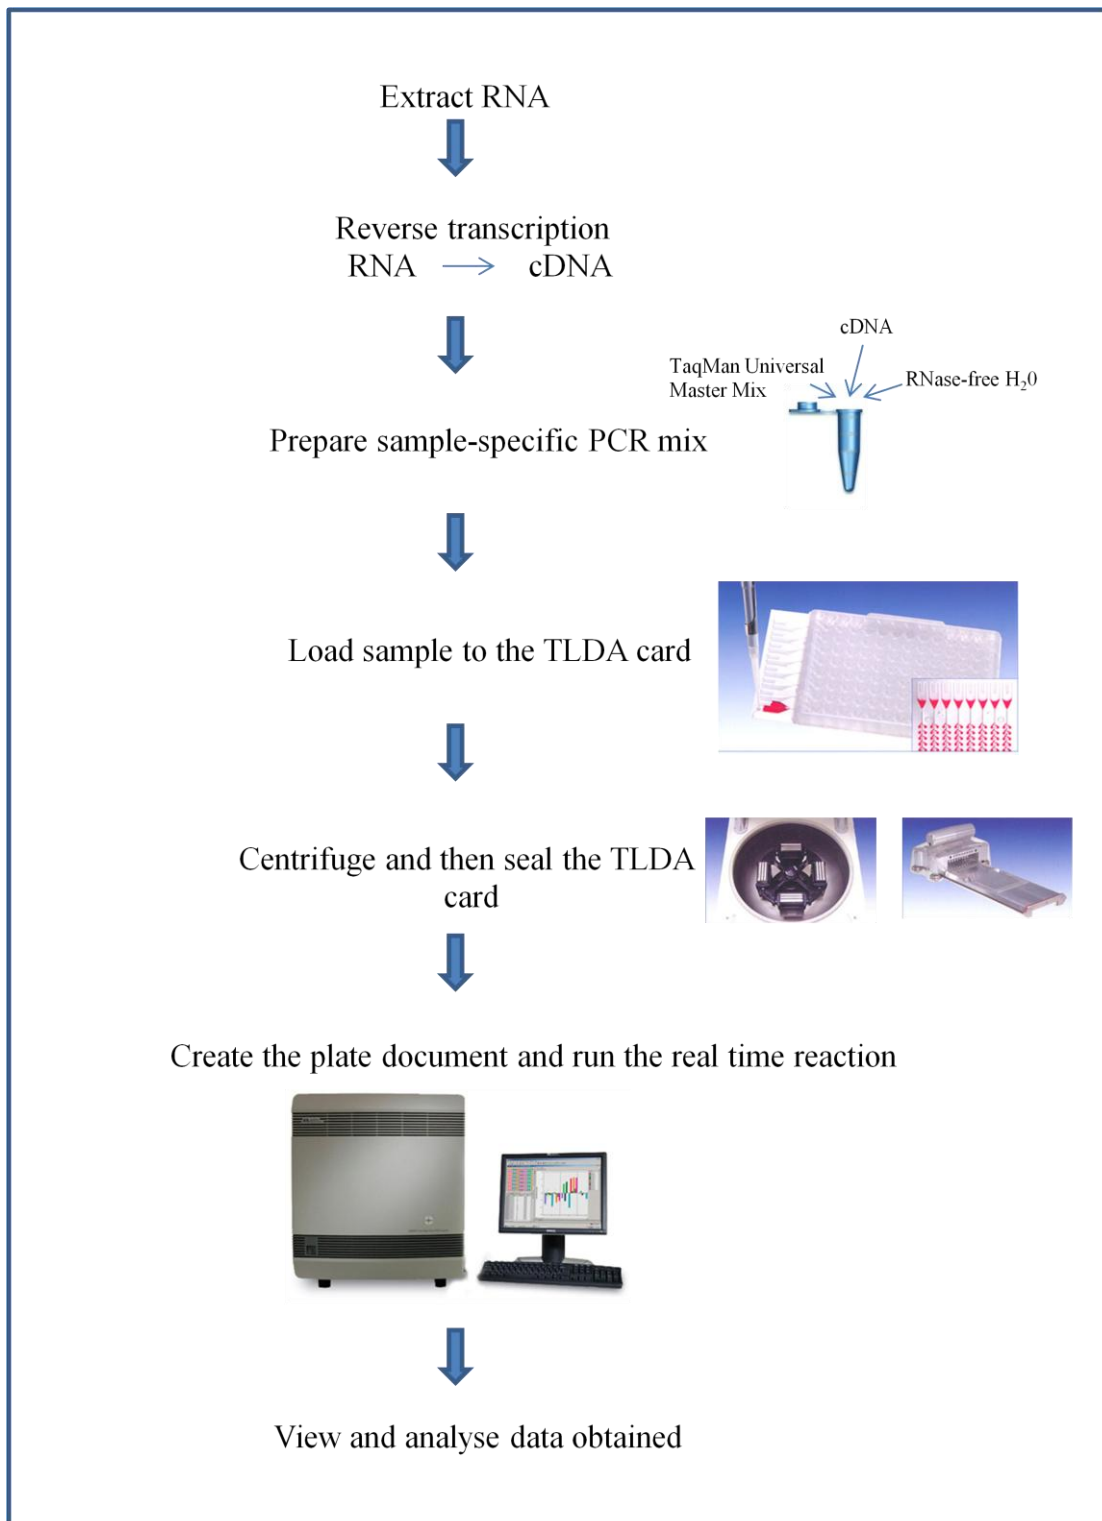 Extract RNA
Reverse transcription
RNA → cDNA
cDNA
TaqMan Universal
Master Mix
RNase-free H₂0
Prepare sample-specific PCR mix
Load sample to the TLDA card
Centrifuge and then seal the TLDA
card
Create the plate document and run the real time reaction
View and analyse data obtained